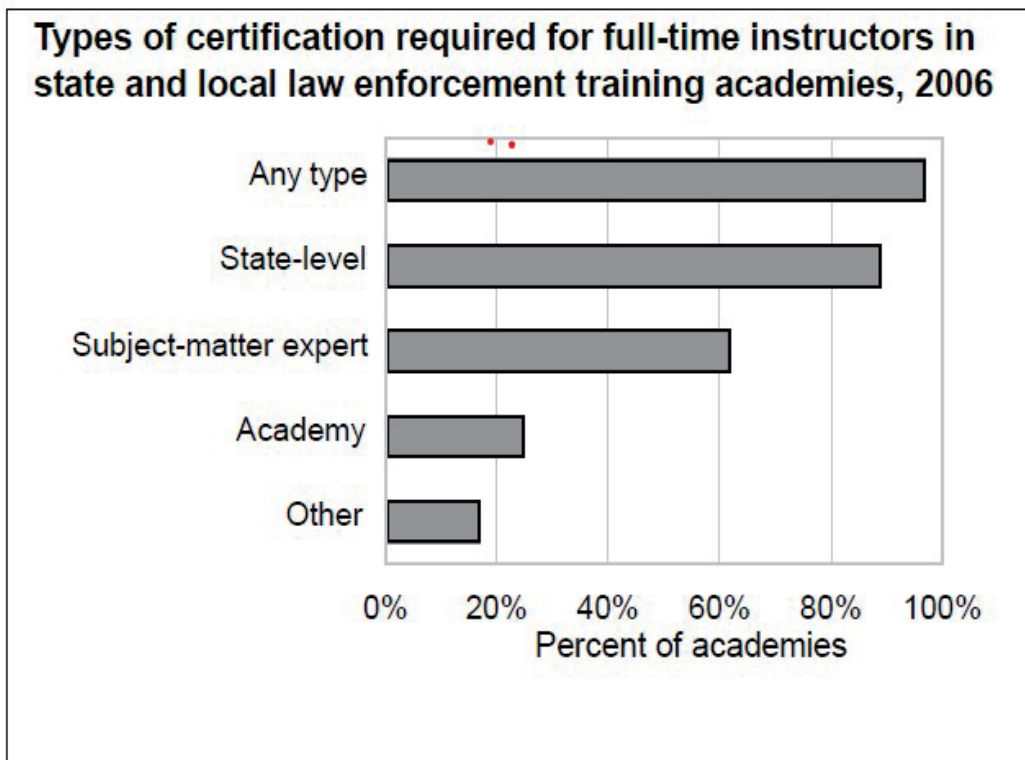 Types of certification required for full-time instructors in
state and local law enforcement training academies, 2006
Any type
State-level
Subject-matter expert
Academy
Other
0% 20% 40% 60% 80% 100%
Percent of academies